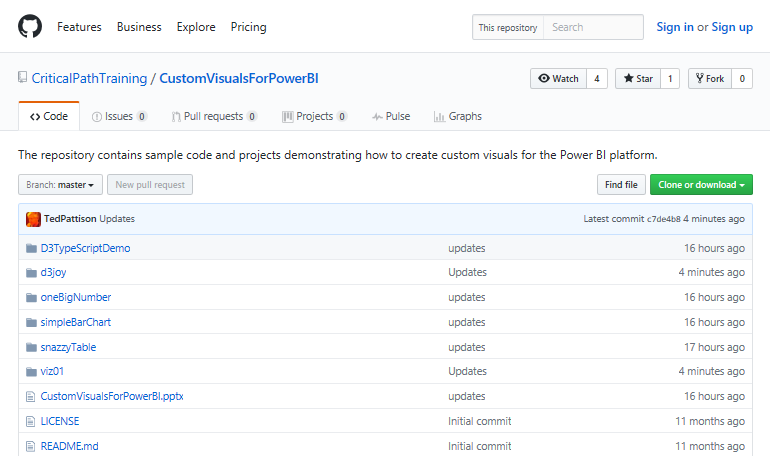 Features Business Explore Pricing This repository Search Sign in or Sign up
CriticalPathTraining / CustomVisualsForPowerBI Watch 4 Star 1 Fork 0
Code Issues 0 Pull requests 0 Projects 0 Pulse Graphs
The repository contains sample code and projects demonstrating how to create custom visuals for the Power BI platform.
Branch: master New pull request Find file Clone or download
TedPattison Updates Latest commit c7de4b8 4 minutes ago
D3TypeScriptDemo updates 16 hours ago
d3joy Updates 4 minutes ago
oneBigNumber updates 16 hours ago
simpleBarChart updates 16 hours ago
snazzyTable updates 17 hours ago
viz01 Updates 4 minutes ago
CustomVisualsForPowerBI.pptx updates 16 hours ago
LICENSE Initial commit 11 months ago
README.md Initial commit 11 months ago